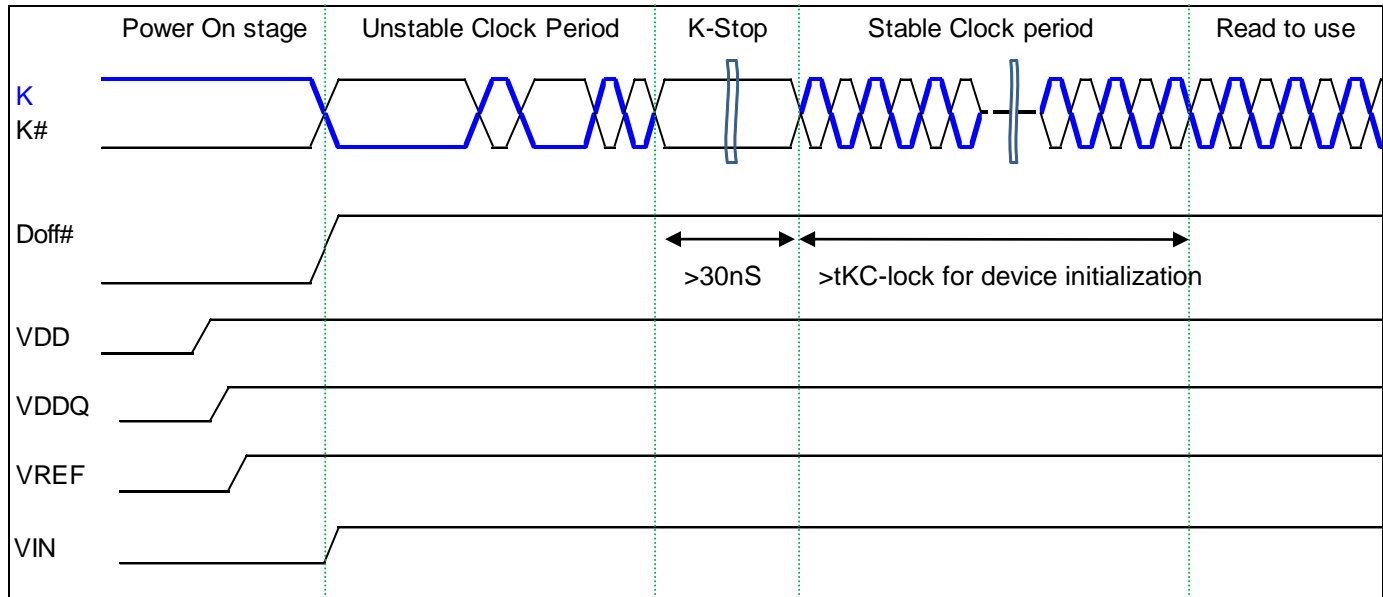 Power On stage Unstable Clock Period K-Stop Stable Clock period Read to use
K
K#
Doff#
>30nS >tKC-lock for device initialization
VDD
VDDQ
VREF
VIN